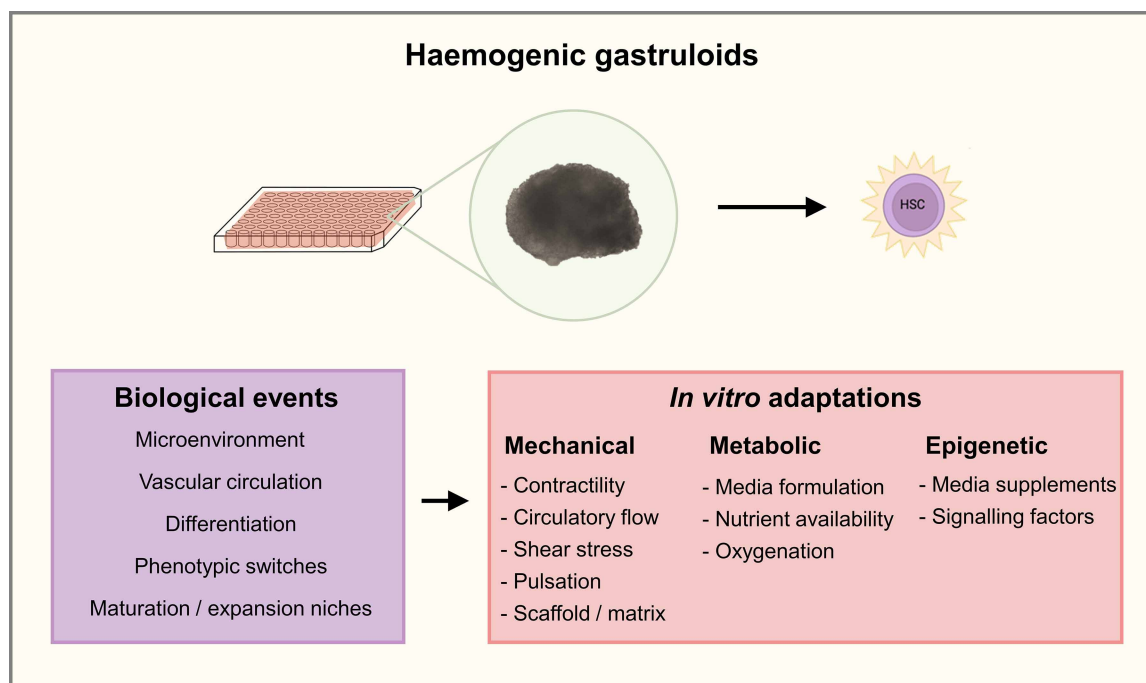 Haemogenic gastruloids
HSC
Biological events
Microenvironment
Vascular circulation
Differentiation
Phenotypic switches
Maturation / expansion niches
In vitro adaptations
Mechanical
- Contractility
- Circulatory flow
- Shear stress
- Pulsation
- Scaffold / matrix
Metabolic
- Media formulation
- Nutrient availability
- Oxygenation
Epigenetic
- Media supplements
- Signalling factors